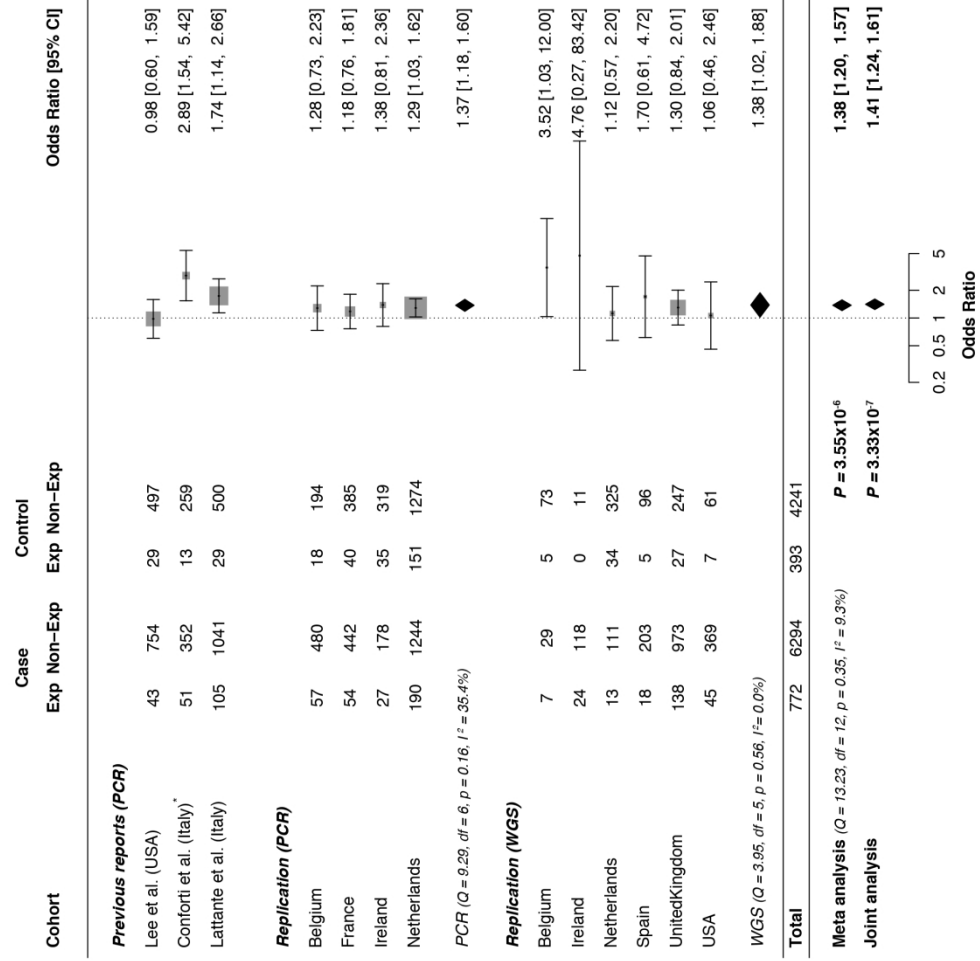 Case Control
Cohort Exp Non−Exp Exp Non−Exp Odds Ratio [95% CI]
Previous reports (PCR)
Lee et al. (USA) 43 754 29 497 0.98 [0.60, 1.59]
Conforti et al. (Italy)* 51 352 13 259 2.89 [1.54, 5.42]
Lattante et al. (Italy) 105 1041 29 500 1.74 [1.14, 2.66]
Replication (PCR)
Belgium 57 480 18 194 1.28 [0.73, 2.23]
France 54 442 40 385 1.18 [0.76, 1.81]
Ireland 27 178 35 319 1.38 [0.81, 2.36]
Netherlands 190 1244 151 1274 1.29 [1.03, 1.62]
PCR (Q = 9.29, df = 6, p = 0.16, I² = 35.4%) 1.37 [1.18, 1.60]
Replication (WGS)
Belgium 7 29 5 73 3.52 [1.03, 12.00]
Ireland 24 118 0 11 4.76 [0.27, 83.42]
Netherlands 13 111 34 325 1.12 [0.57, 2.20]
Spain 18 203 5 96 1.70 [0.61, 4.72]
UnitedKingdom 138 973 27 247 1.30 [0.84, 2.01]
USA 45 369 7 61 1.06 [0.46, 2.46]
WGS (Q = 3.95, df = 5, p = 0.56, I² = 0.0%) 1.38 [1.02, 1.88]
Total 772 6294 393 4241
Meta analysis (Q = 13.23, df = 12, p = 0.35, I² = 9.3%) P = 3.55x10⁻⁶ 1.38 [1.20, 1.57]
Joint analysis P = 3.33x10⁻⁷ 1.41 [1.24, 1.61]
0.2 0.5 1 2 5
Odds Ratio